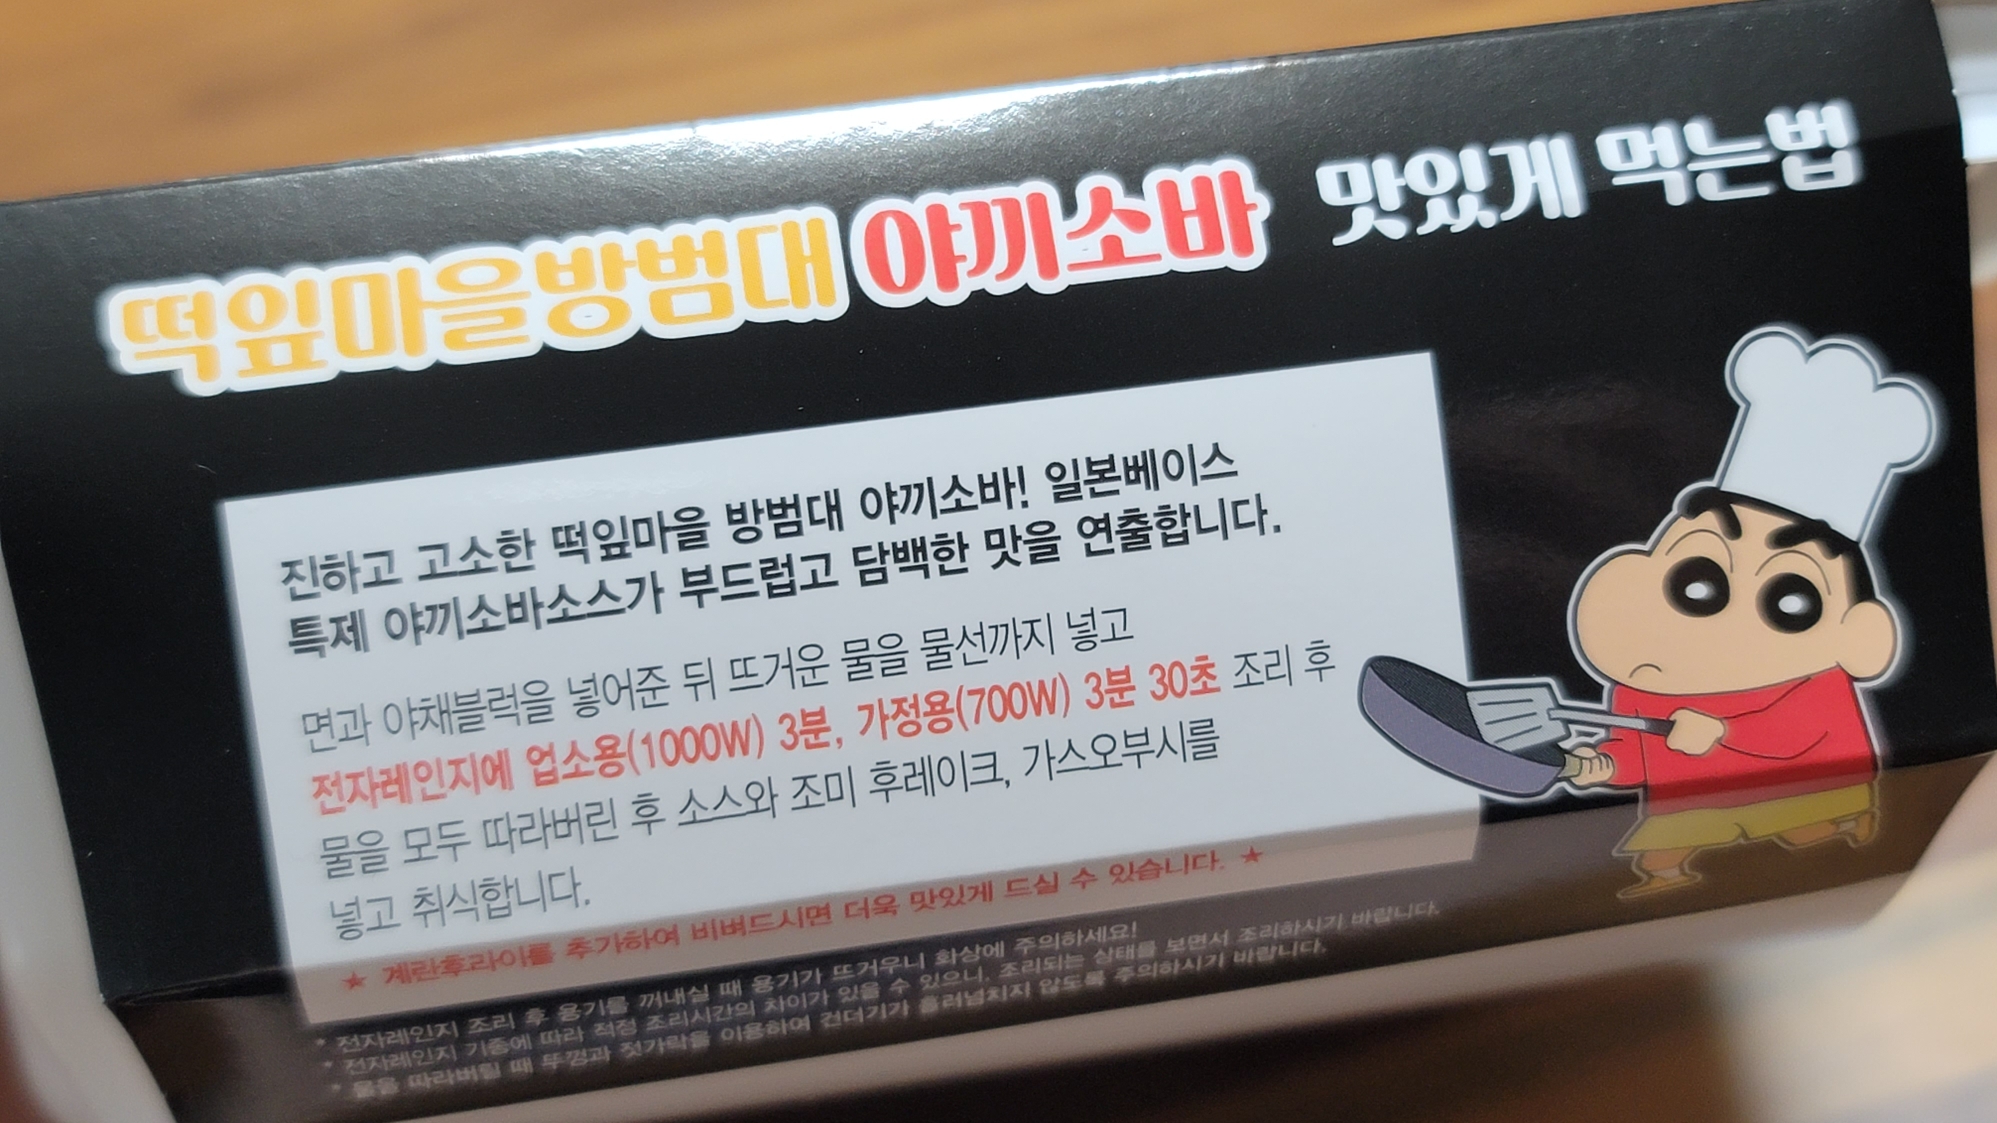 떡잎마을방범대 야끼소바 맛있게 먹는법
진하고 고소한 떡잎마을 방범대 야끼소바! 일본베이스
특제 야끼소바소스가 부드럽고 담백한 맛을 연출합니다.
면과 야채블럭을 넣어준 뒤 뜨거운 물을 물선까지 넣고
전자레인지에 업소용(1000W) 3분, 가정용(700W) 3분 30초 조리 후
물을 모두 따라버린 후 소스와 조미 후레이크, 가스오부시를
넣고 취식합니다.
★ 계란후라이를 추가하여 비벼드시면 더욱 맛있게 드실 수 있습니다. ★
* 전자레인지 조리 후 용기를 꺼내실 때 용기가 뜨거우니 화상에 주의하세요!
* 전자레인지 기종에 따라 적정 조리시간의 차이가 있을 수 있으니, 조리되는 상태를 보면서 조리하시기 바랍니다.
* 물을 따라버릴 때 뚜껑과 젓가락을 이용하여 건더기가 흘러넘치지 않도록 주의하시기 바랍니다.